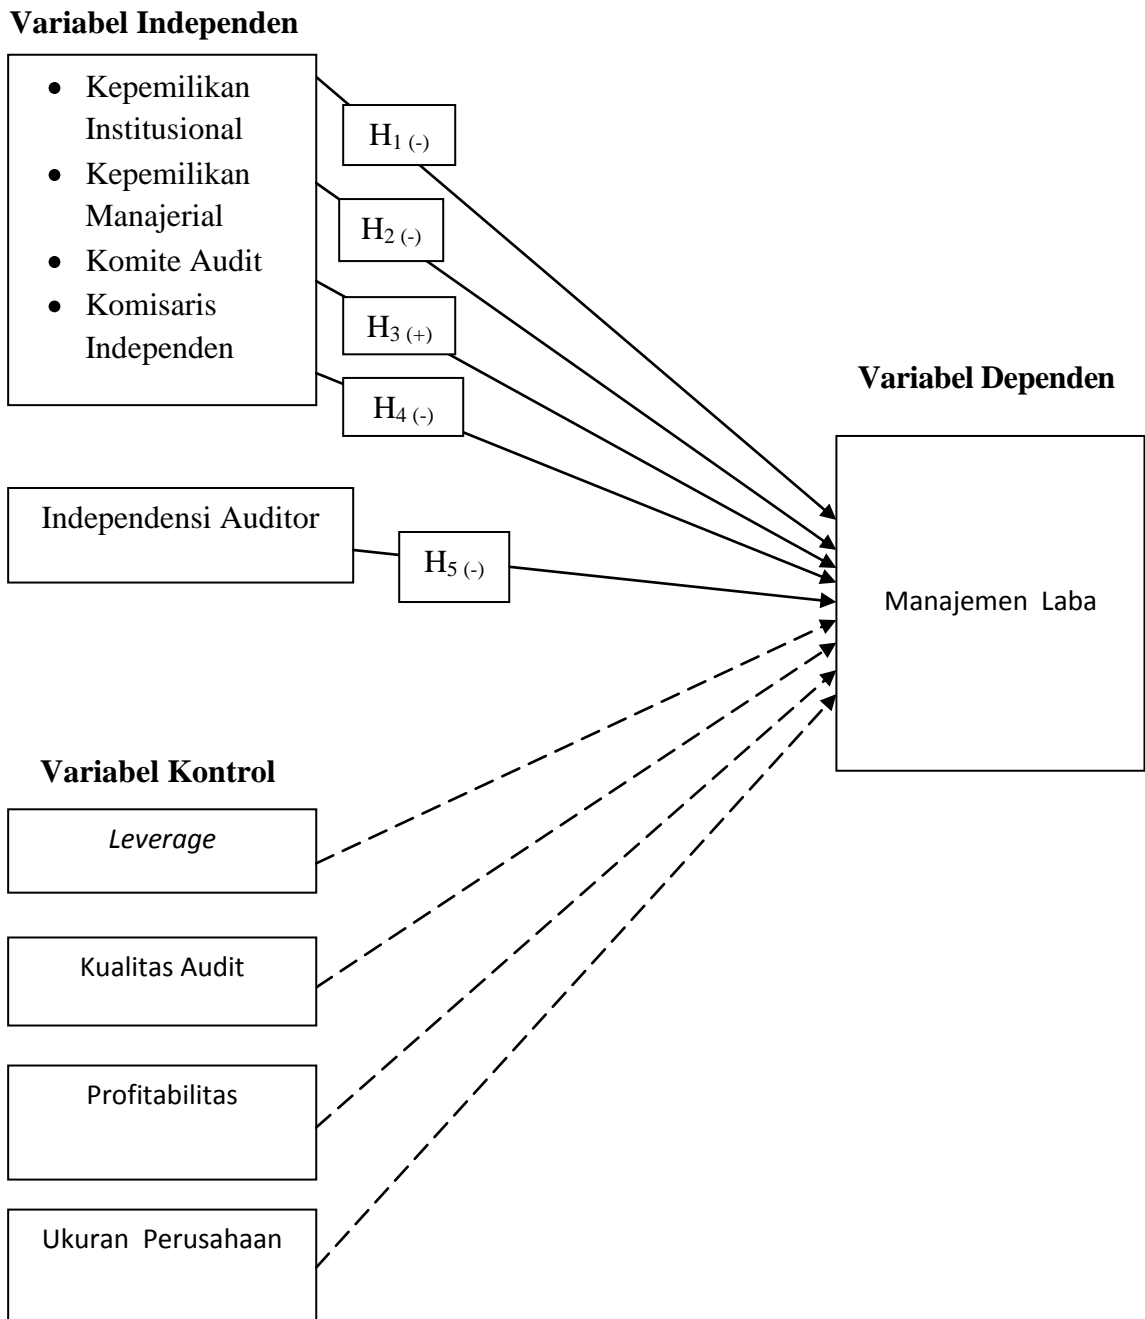 Variabel Independen
• Kepemilikan
Institusional
• Kepemilikan
Manajerial
• Komite Audit
• Komisaris
Independen
H1 (-)
H2 (-)
H3 (+)
H4 (-)
Variabel Dependen
Independensi Auditor
H5 (-)
Manajemen Laba
Variabel Kontrol
Leverage
Kualitas Audit
Profitabilitas
Ukuran Perusahaan